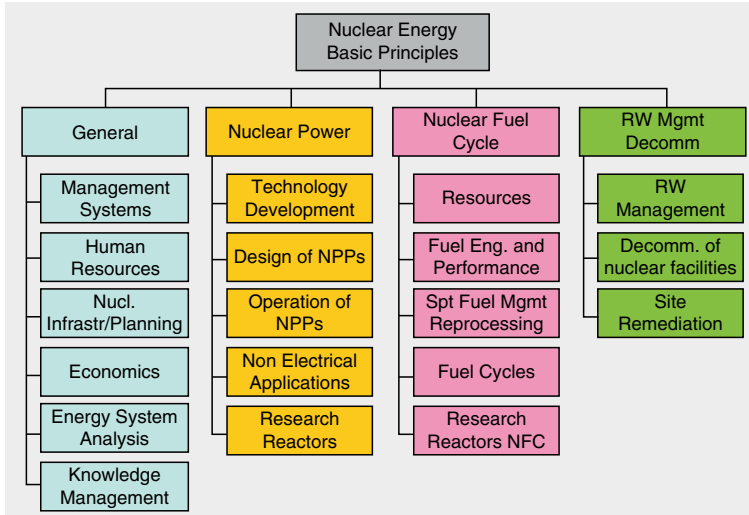 Nuclear Energy
Basic Principles
General
Management
Systems
Human
Resources
Nucl.
Infrastr/Planning
Economics
Energy System
Analysis
Knowledge
Management
Nuclear Power
Technology
Development
Design of NPPs
Operation of
NPPs
Non Electrical
Applications
Research
Reactors
Nuclear Fuel
Cycle
Resources
Fuel Eng. and
Performance
Spt Fuel Mgmt
Reprocessing
Fuel Cycles
Research
Reactors NFC
RW Mgmt
Decomm
RW
Management
Decomm. of
nuclear facilities
Site
Remediation